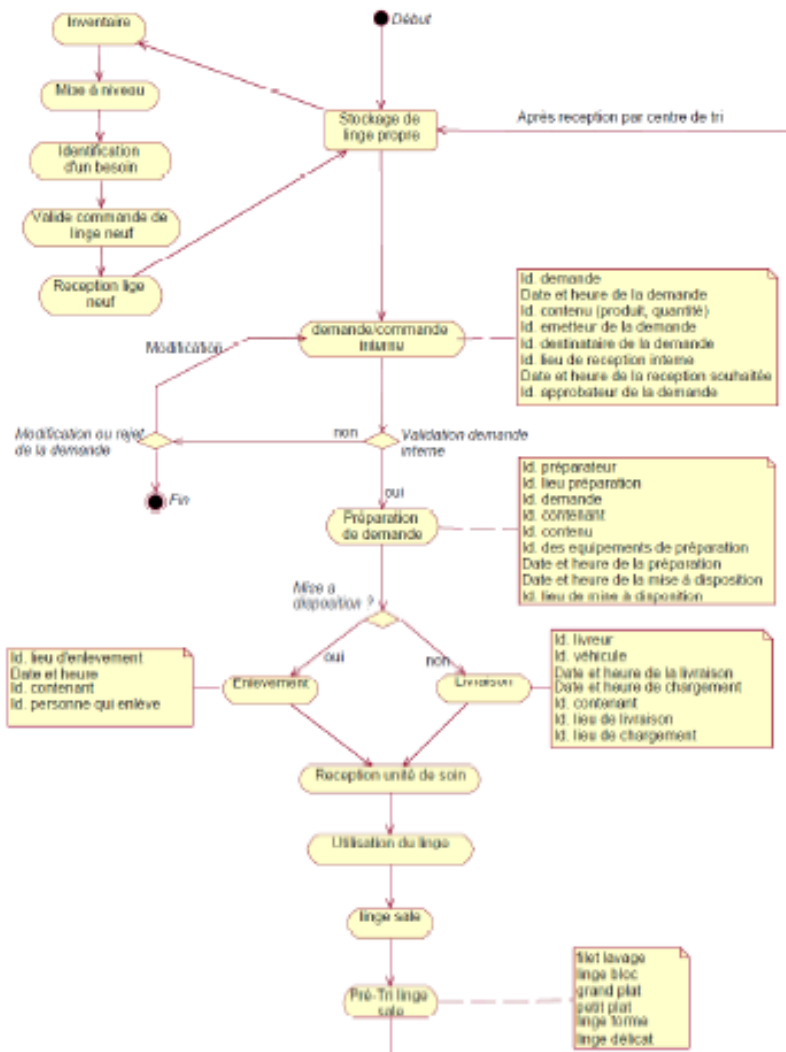 Début
Inventaire
Mise à niveau
Identification
d'un besoin
Valide commande de
linge neuf
Reception lige
neuf
Stockage de
linge propre
Après reception par centre de tri
demande/commande
interne
Id. demande
Date et heure de la demande
Id. contenu (produit, quantité)
Id. emetteur de la demande
Id. destinataire de la demande
Id. lieu de reception interne
Date et heure de la reception souhaitée
Id. approbateur de la demande
Modification
Modification ou rejet
de la demande
non
Validation demande
interne
Fin
oui
Préparation
de demande
Id. préparateur
Id. lieu préparation
Id. demande
Id. contenant
Id. contenu
Id. des equipements de préparation
Date et heure de la préparation
Date et heure de la mise à disposition
Id. lieu de mise à disponition
Mise a
disposition ?
oui
non
Id. lieu d'enlevement
Date et heure
Id. contenant
Id. personne qui enlève
Enlevement
Livraison
Id. livreur
Id. véhicule
Date et heure de la livraison
Date et heure de chargement
Id. contenant
Id. lieu de livraison
Id. lieu de chargement
Reception unité de soin
Utilisation du linge
linge sale
Pré-Tri linge
sale
filet lavage
linge bloc
grand plat
petit plat
linge forme
linge délicat